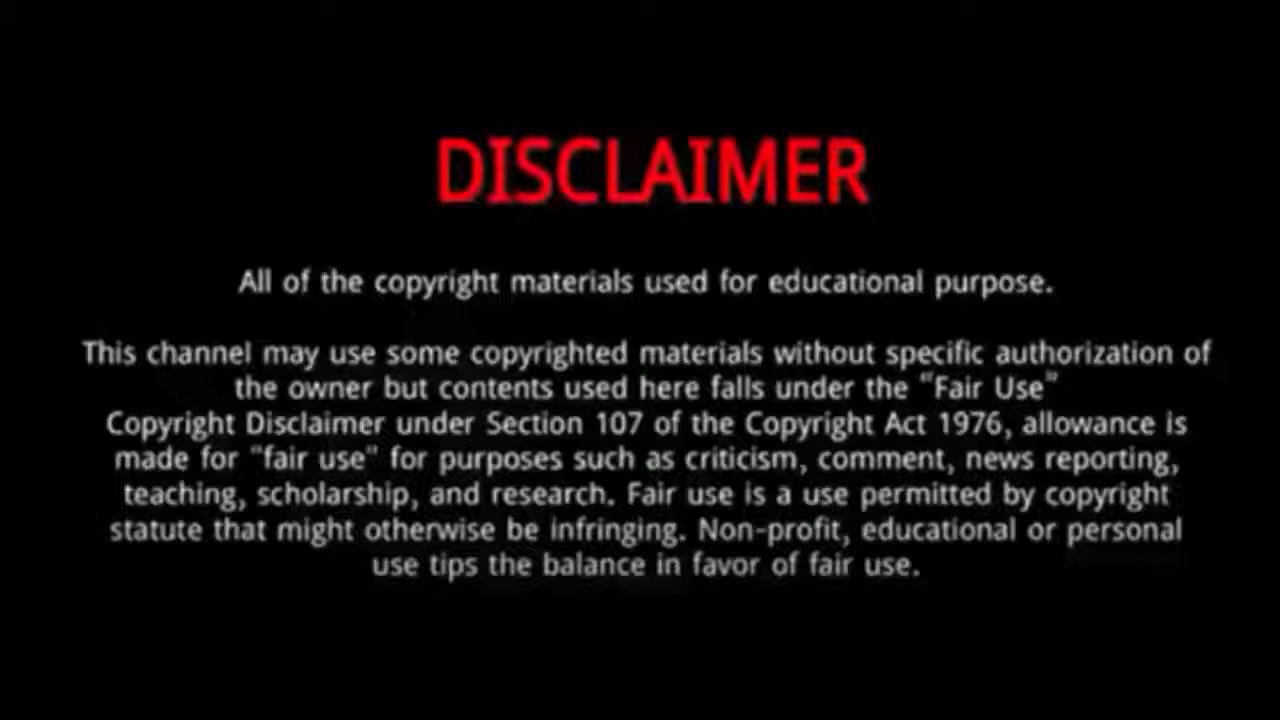 DISCLAIMER
All of the copyright materials used for educational purpose.
This channel may use some copyrighted materials without specific authorization of
the owner but contents used here falls under the "Fair Use"
Copyright Disclaimer under Section 107 of the Copyright Act 1976, allowance is
made for "fair use" for purposes such as criticism, comment, news reporting,
teaching, scholarship, and research. Fair use is a use permitted by copyright
statute that might otherwise be infringing. Non-profit, educational or personal
use tips the balance in favor of fair use.